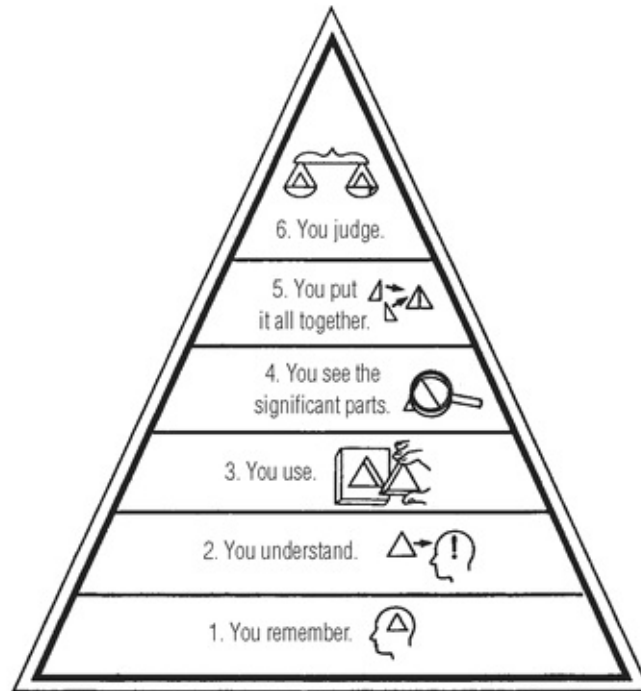 6. You judge.
5. You put
it all together.
4. You see the
significant parts.
3. You use.
2. You understand.
!
1. You remember.